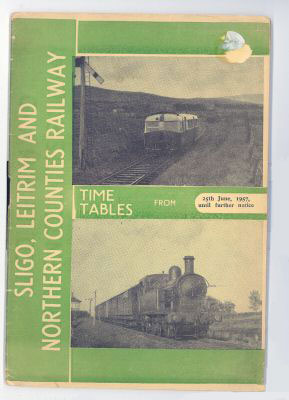 SLIGO, LEITRIM AND
NORTHERN COUNTIES RAILWAY
TIME
TABLES FROM
25th June, 1957,
until further notice